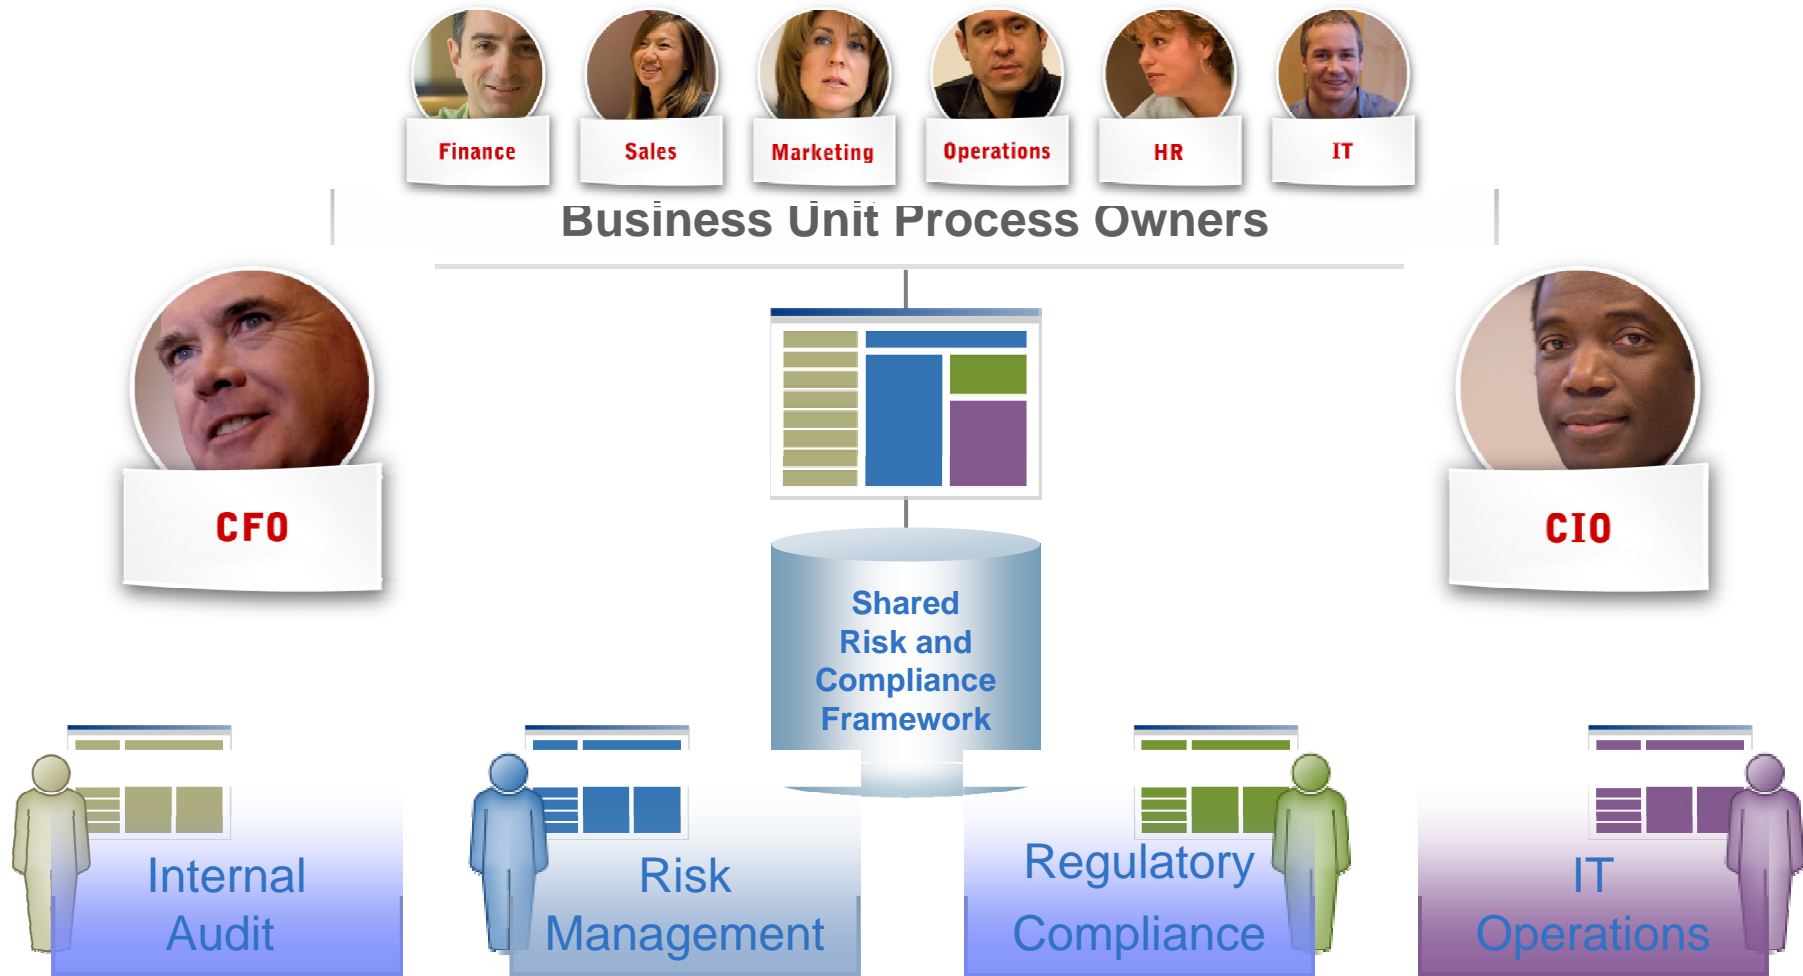 Finance
Sales
Marketing
Operations
HR
IT
Business Unit Process Owners
CFO
CIO
Shared
Risk and
Compliance
Framework
Internal
Audit
Risk
Management
Regulatory
Compliance
IT
Operations